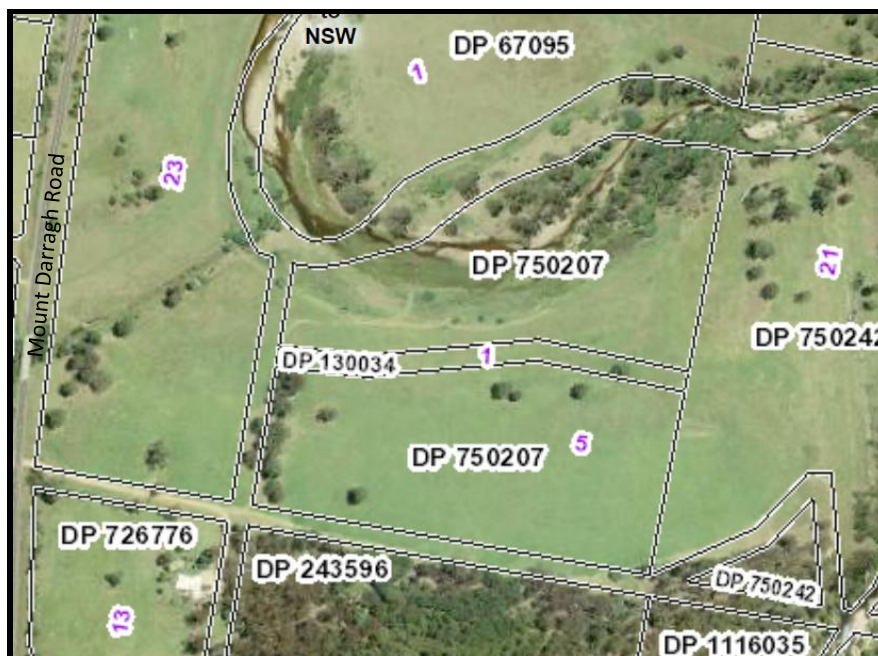 NSW
DP 67095
1
23
Mount Darragh Road
DP 750207
21
DP 750242
DP 130034
1
DP 750207
5
DP 726776
DP 243596
DP 750242
13
DP 1116035